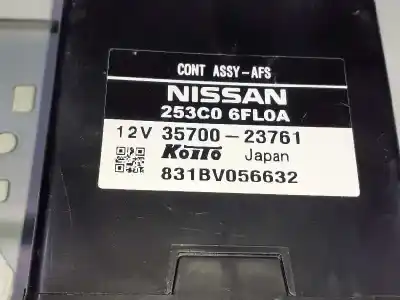 CONT ASSY-AFS
NISSAN
253C0 6FL0A
12V 35700-23761
KOITO Japan
831BV056632